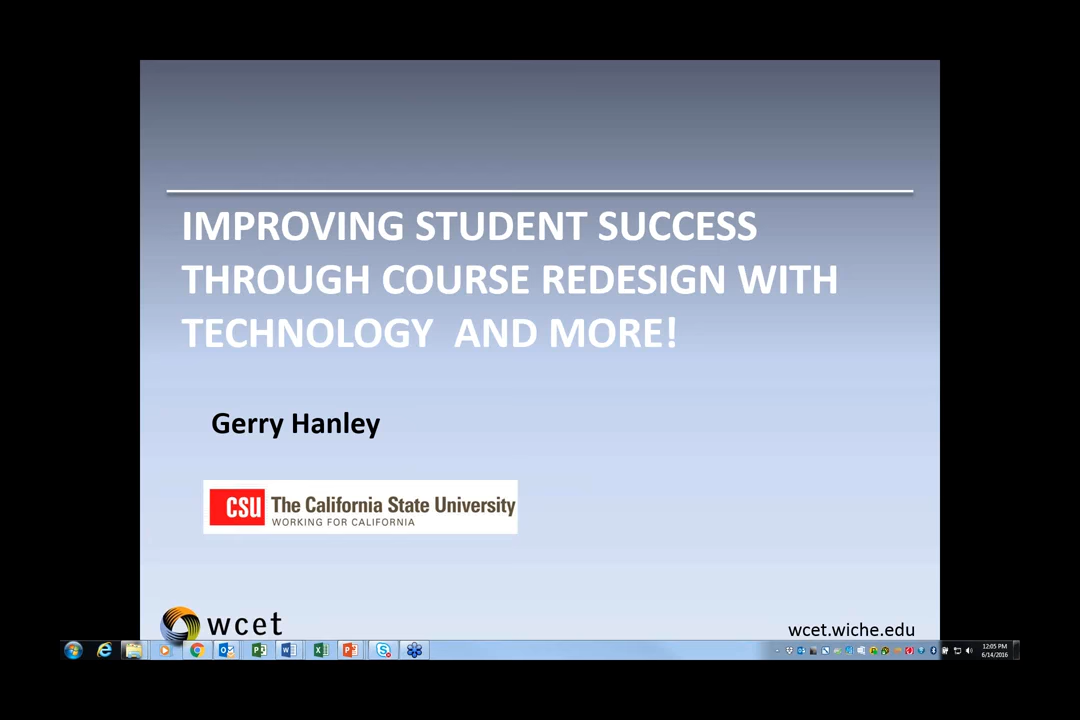 IMPROVING STUDENT SUCCESS
THROUGH COURSE REDESIGN WITH
TECHNOLOGY  AND MORE!
Gerry Hanley
CSU The California State University
WORKING FOR CALIFORNIA
wcet
wcet.wiche.edu
12:05 PM
6/14/2016